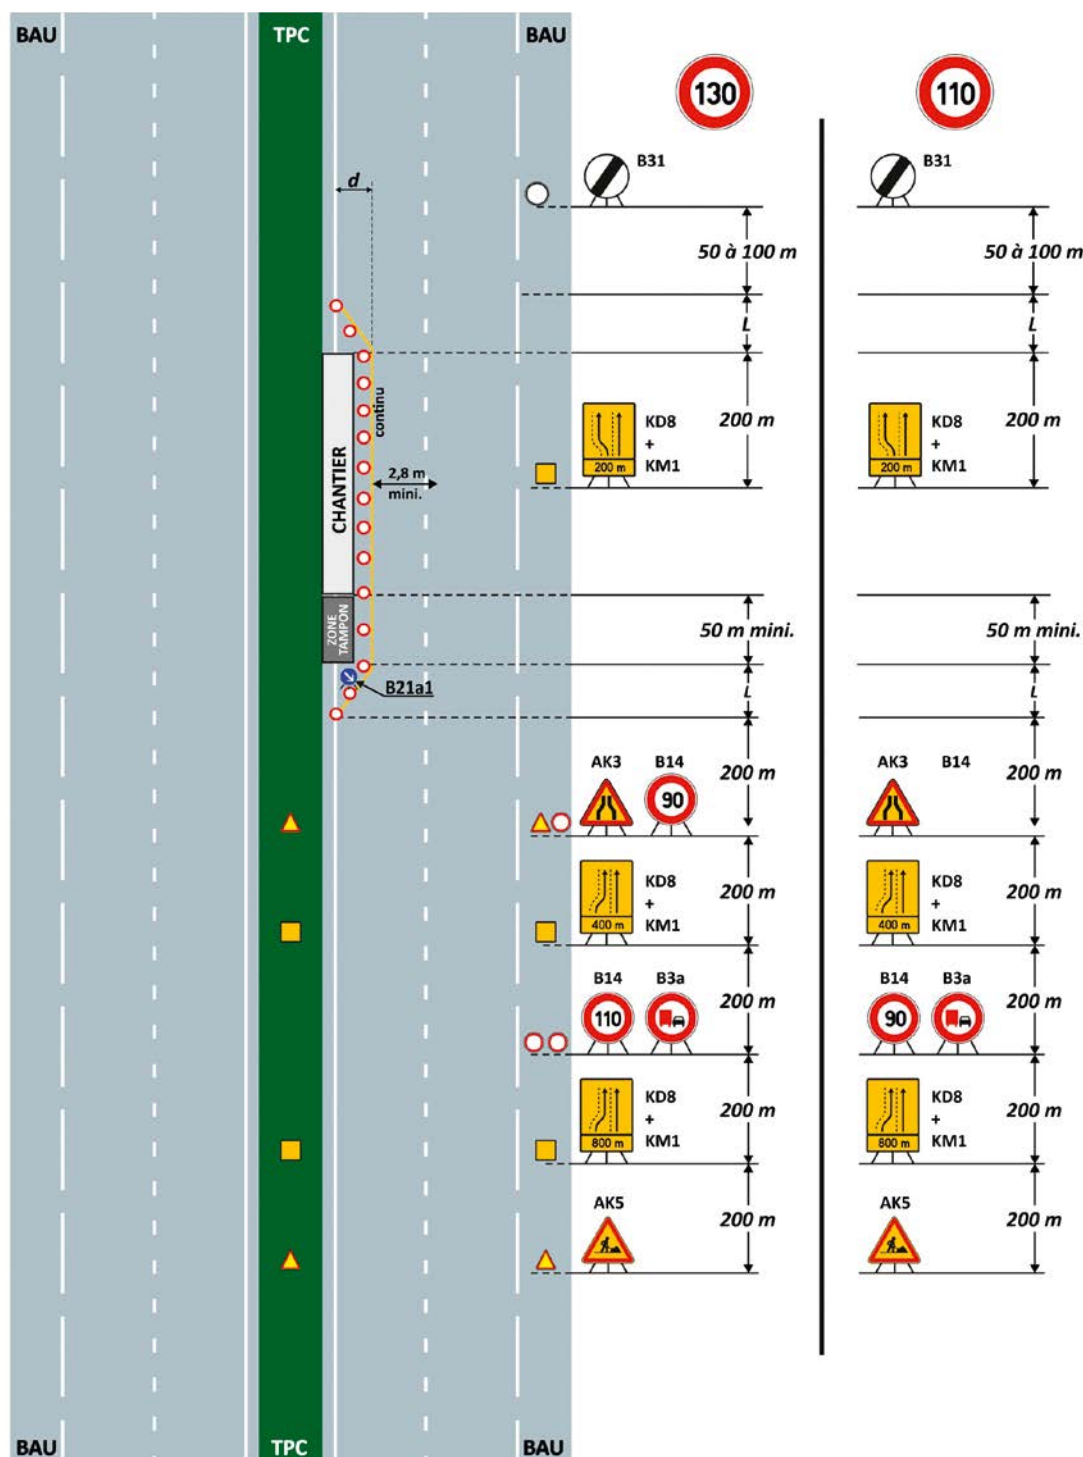 BAU
TPC
BAU
130
110
d
B31
B31
50 à 100 m
50 à 100 m
L
L
continu
CHANTIER
KD8
+
KM1
200 m
200 m
KD8
+
KM1
200 m
200 m
2,8 m
mini.
ZONE
TAMPON
50 m mini.
50 m mini.
B21a1
L
L
AK3
B14
90
200 m
AK3
B14
200 m
KD8
+
KM1
400 m
200 m
KD8
+
KM1
400 m
200 m
B14
B3a
110
200 m
B14
B3a
90
200 m
KD8
+
KM1
800 m
200 m
KD8
+
KM1
800 m
200 m
AK5
200 m
AK5
200 m
BAU
TPC
BAU